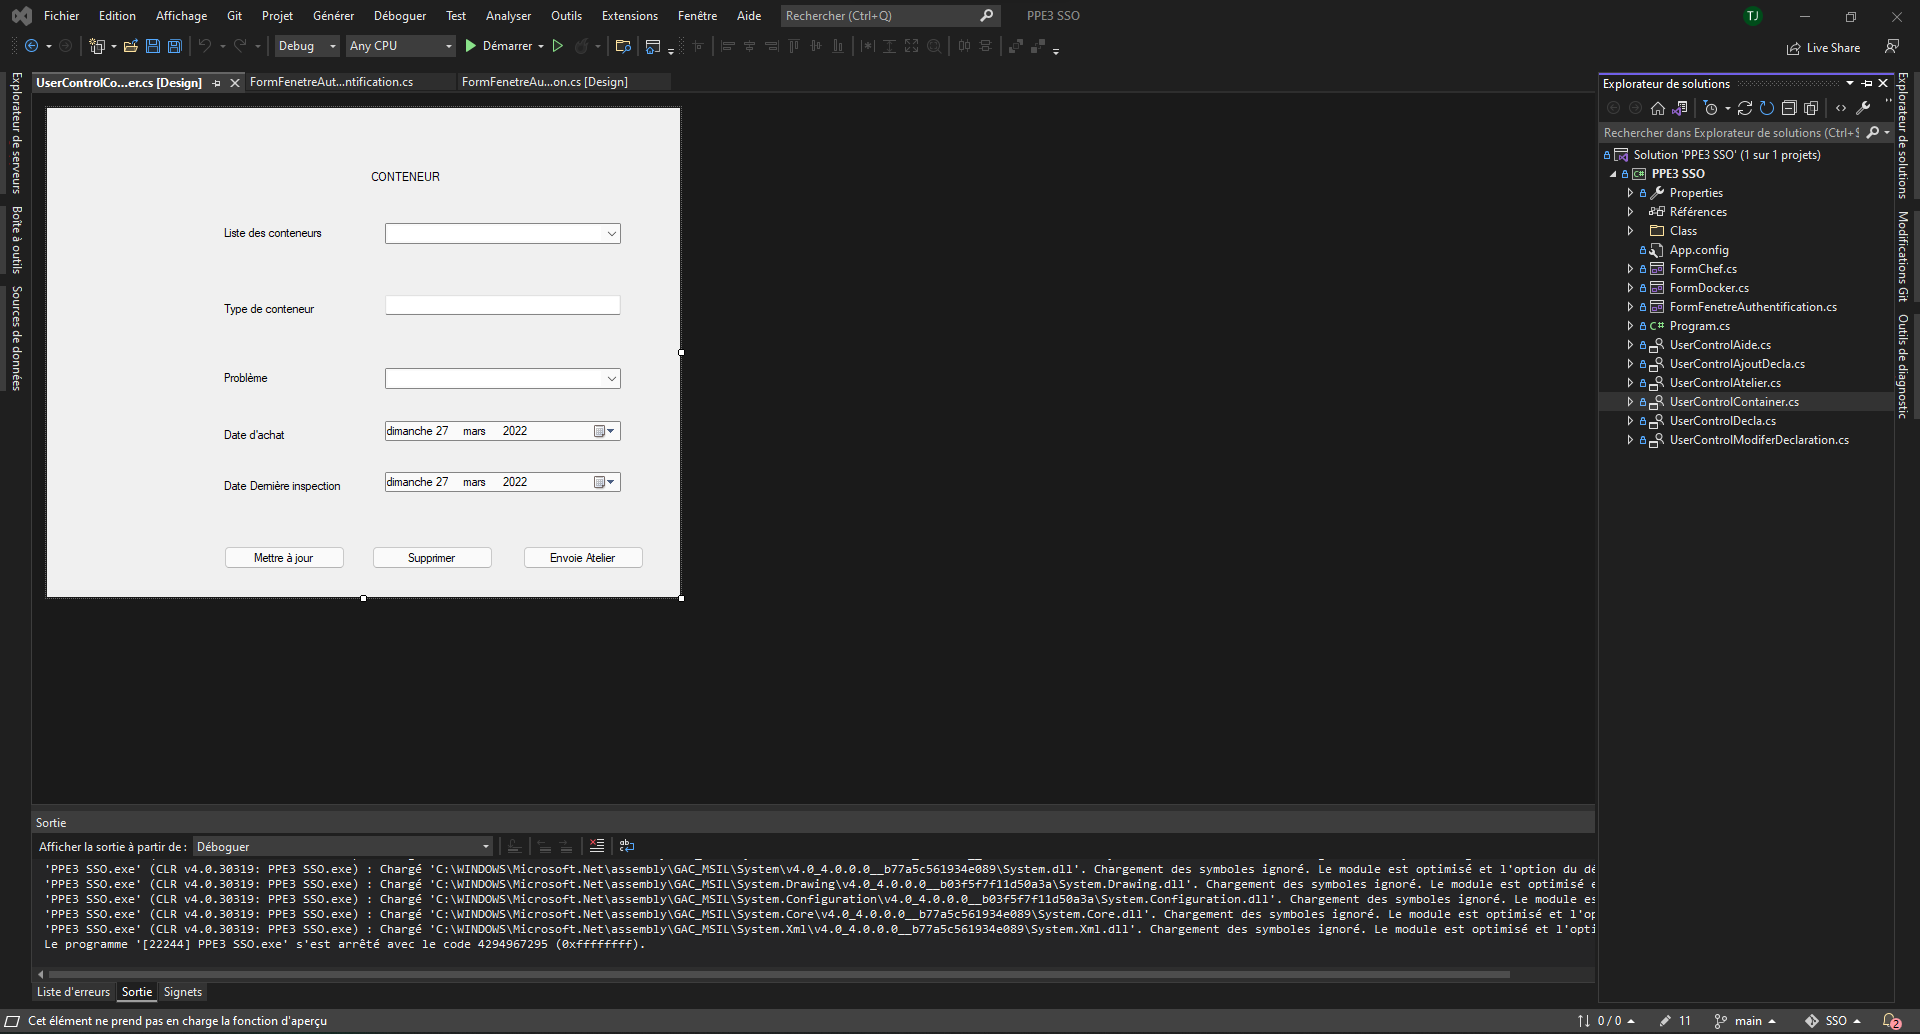 Fichier Edition Affichage Git Projet Générer Déboguer Test Analyser Outils Extensions Fenêtre Aide Rechercher (Ctrl+Q) PPE3 SSO TJ
Debug Any CPU Démarrer Live Share
UserControlCo...er.cs [Design] FormFenetreAut...ntification.cs FormFenetreAu...on.cs [Design]
Explorateur de serveurs
Boîte à outils
Sources de données
CONTENEUR
Liste des conteneurs
Type de conteneur
Problème
Date d'achat dimanche 27 mars 2022
Date Dernière inspection dimanche 27 mars 2022
Mettre à jour Supprimer Envoie Atelier
Explorateur de solutions
Rechercher dans Explorateur de solutions (Ctrl+$
Solution 'PPE3 SSO' (1 sur 1 projets)
C# PPE3 SSO
Properties
Références
Class
App.config
FormChef.cs
FormDocker.cs
FormFenetreAuthentification.cs
C# Program.cs
UserControlAide.cs
UserControlAjoutDecla.cs
UserControlAtelier.cs
UserControlContainer.cs
UserControlDecla.cs
UserControlModiferDeclaration.cs
Explorateur de solutions
Modifications Git
Outils de diagnostic
Sortie
Afficher la sortie à partir de : Déboguer
'PPE3 SSO.exe' (CLR v4.0.30319: PPE3 SSO.exe) : Chargé 'C:\WINDOWS\Microsoft.Net\assembly\GAC_MSIL\System\v4.0_4.0.0.0__b77a5c561934e089\System.dll'. Chargement des symboles ignoré. Le module est optimisé et l'option du dé
'PPE3 SSO.exe' (CLR v4.0.30319: PPE3 SSO.exe) : Chargé 'C:\WINDOWS\Microsoft.Net\assembly\GAC_MSIL\System.Drawing\v4.0_4.0.0.0__b03f5f7f11d50a3a\System.Drawing.dll'. Chargement des symboles ignoré. Le module est optimisé e
'PPE3 SSO.exe' (CLR v4.0.30319: PPE3 SSO.exe) : Chargé 'C:\WINDOWS\Microsoft.Net\assembly\GAC_MSIL\System.Configuration\v4.0_4.0.0.0__b03f5f7f11d50a3a\System.Configuration.dll'. Chargement des symboles ignoré. Le module es
'PPE3 SSO.exe' (CLR v4.0.30319: PPE3 SSO.exe) : Chargé 'C:\WINDOWS\Microsoft.Net\assembly\GAC_MSIL\System.Core\v4.0_4.0.0.0__b77a5c561934e089\System.Core.dll'. Chargement des symboles ignoré. Le module est optimisé et l'op
'PPE3 SSO.exe' (CLR v4.0.30319: PPE3 SSO.exe) : Chargé 'C:\WINDOWS\Microsoft.Net\assembly\GAC_MSIL\System.Xml\v4.0_4.0.0.0__b77a5c561934e089\System.Xml.dll'. Chargement des symboles ignoré. Le module est optimisé et l'opti
Le programme '[22244] PPE3 SSO.exe' s'est arrêté avec le code 4294967295 (0xffffffff).
Liste d'erreurs Sortie Signets
Cet élément ne prend pas en charge la fonction d'aperçu 0 / 0 11 main SSO 2